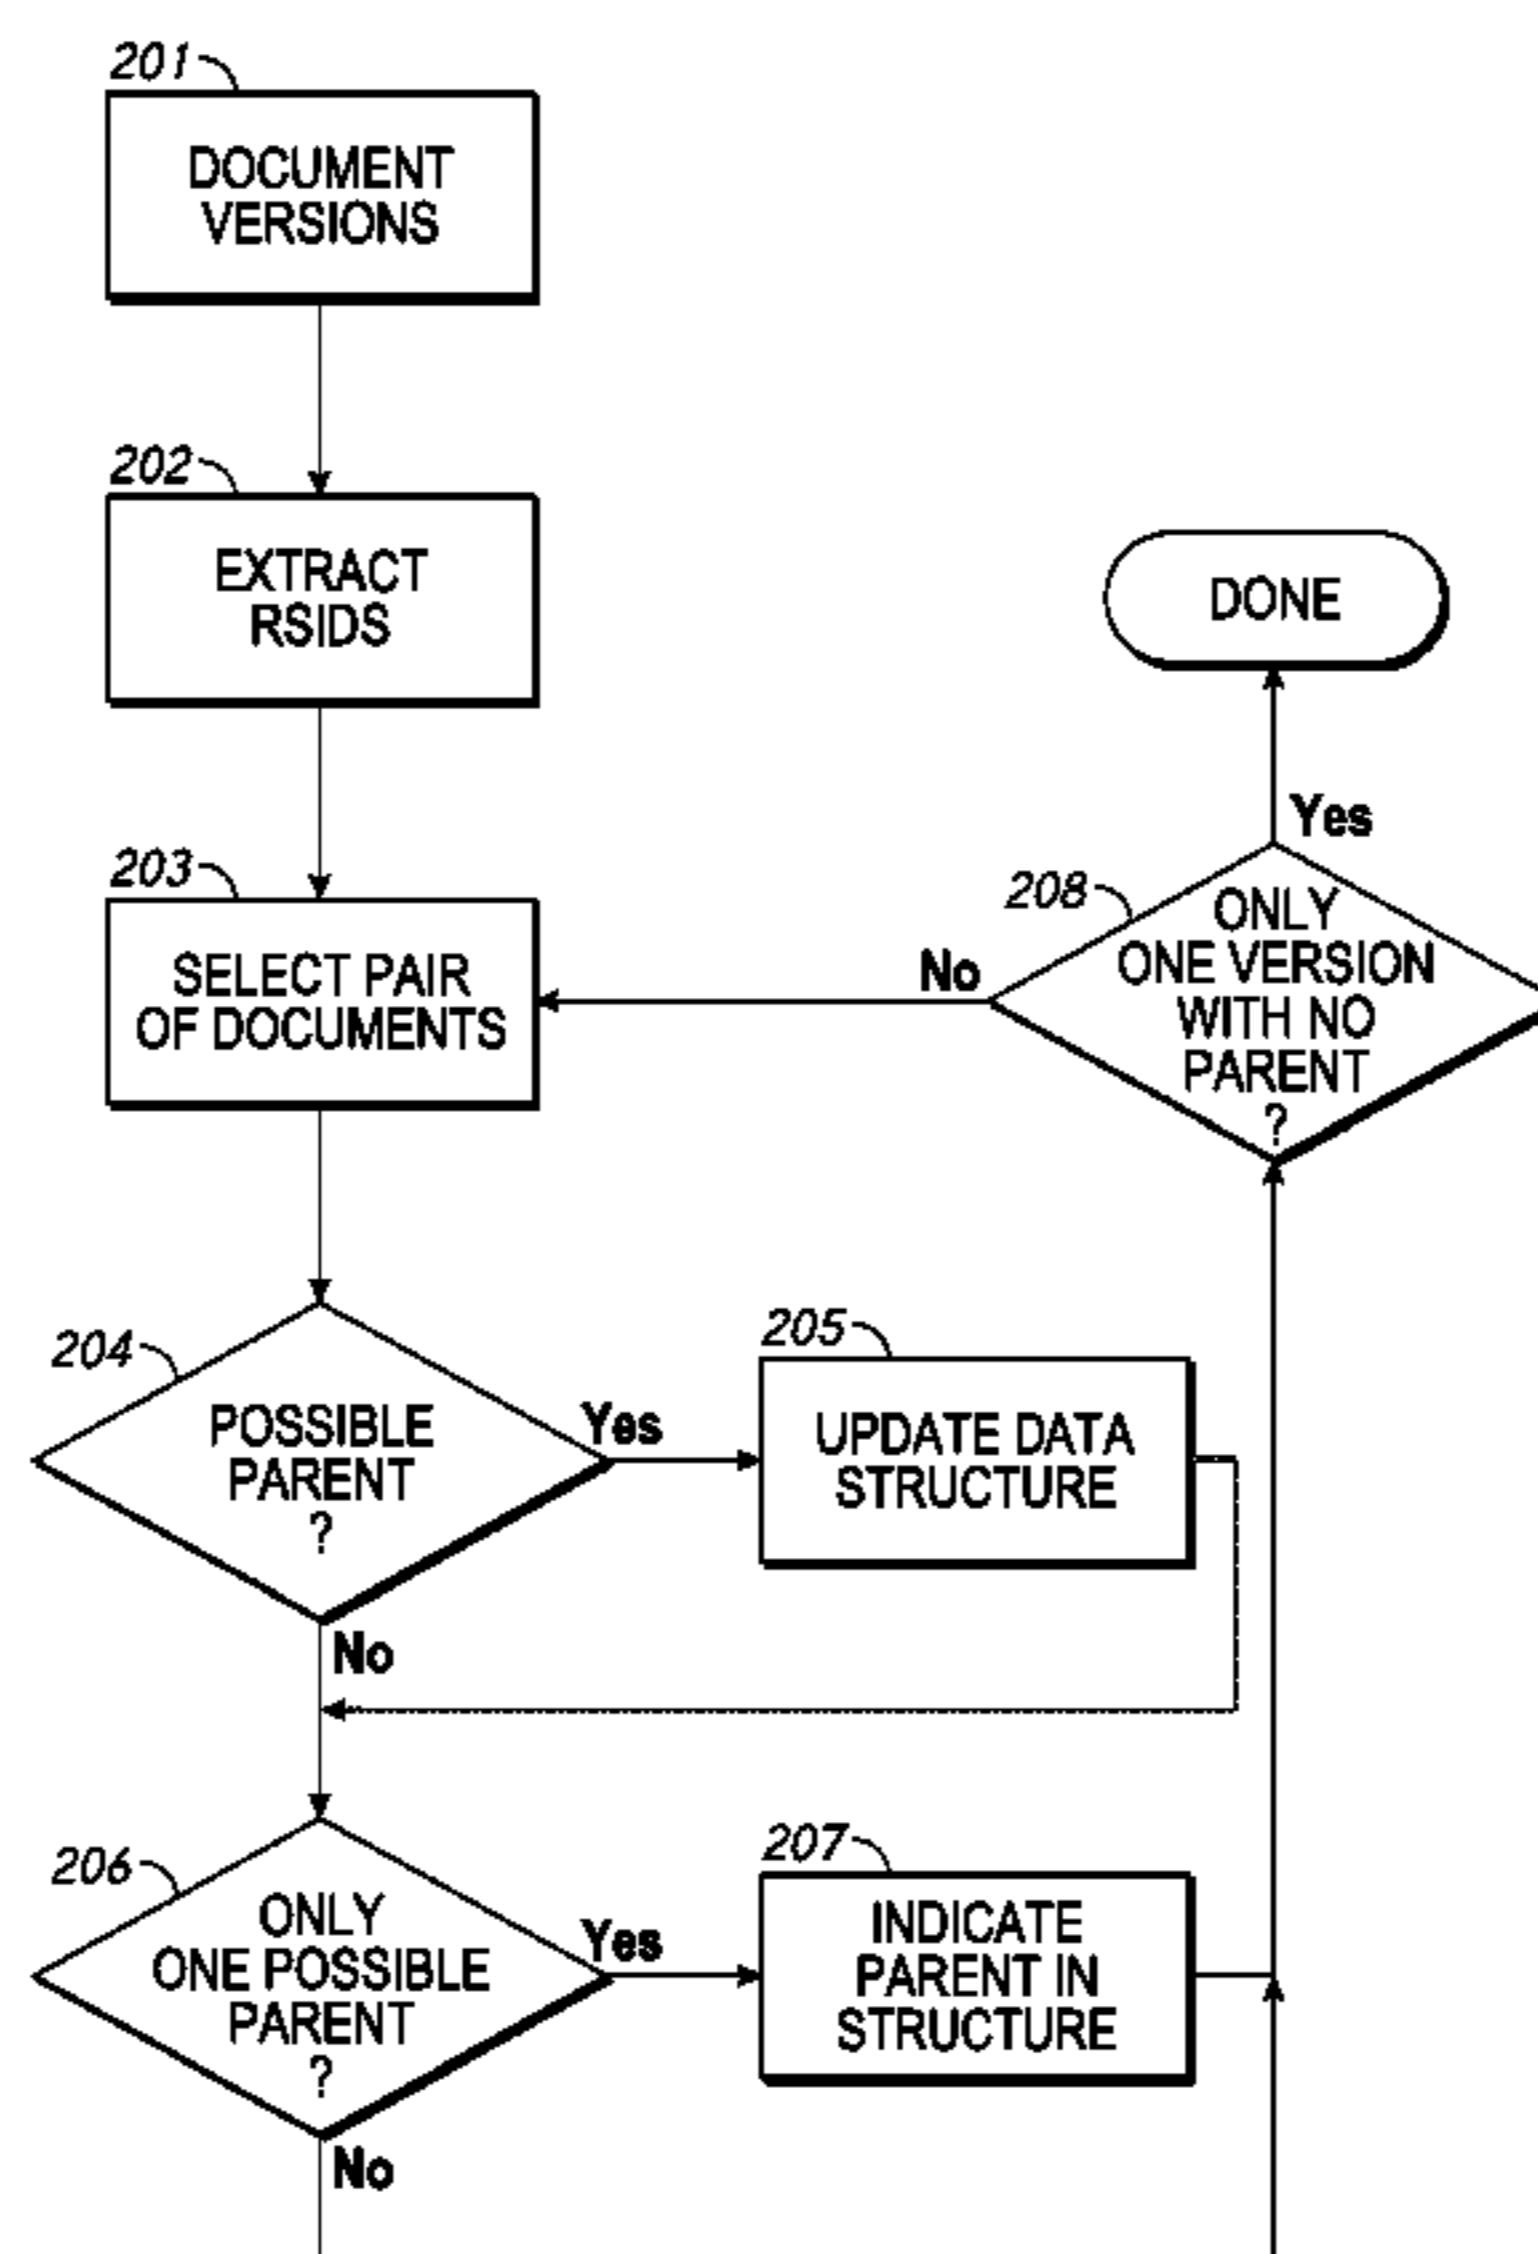 201
DOCUMENT
VERSIONS
202
EXTRACT
RSIDS
DONE
Yes
203
SELECT PAIR
OF DOCUMENTS
No
208
ONLY
ONE VERSION
WITH NO
PARENT
?
204
POSSIBLE
PARENT
?
Yes
No
205
UPDATE DATA
STRUCTURE
206
ONLY
ONE POSSIBLE
PARENT
?
Yes
No
207
INDICATE
PARENT IN
STRUCTURE